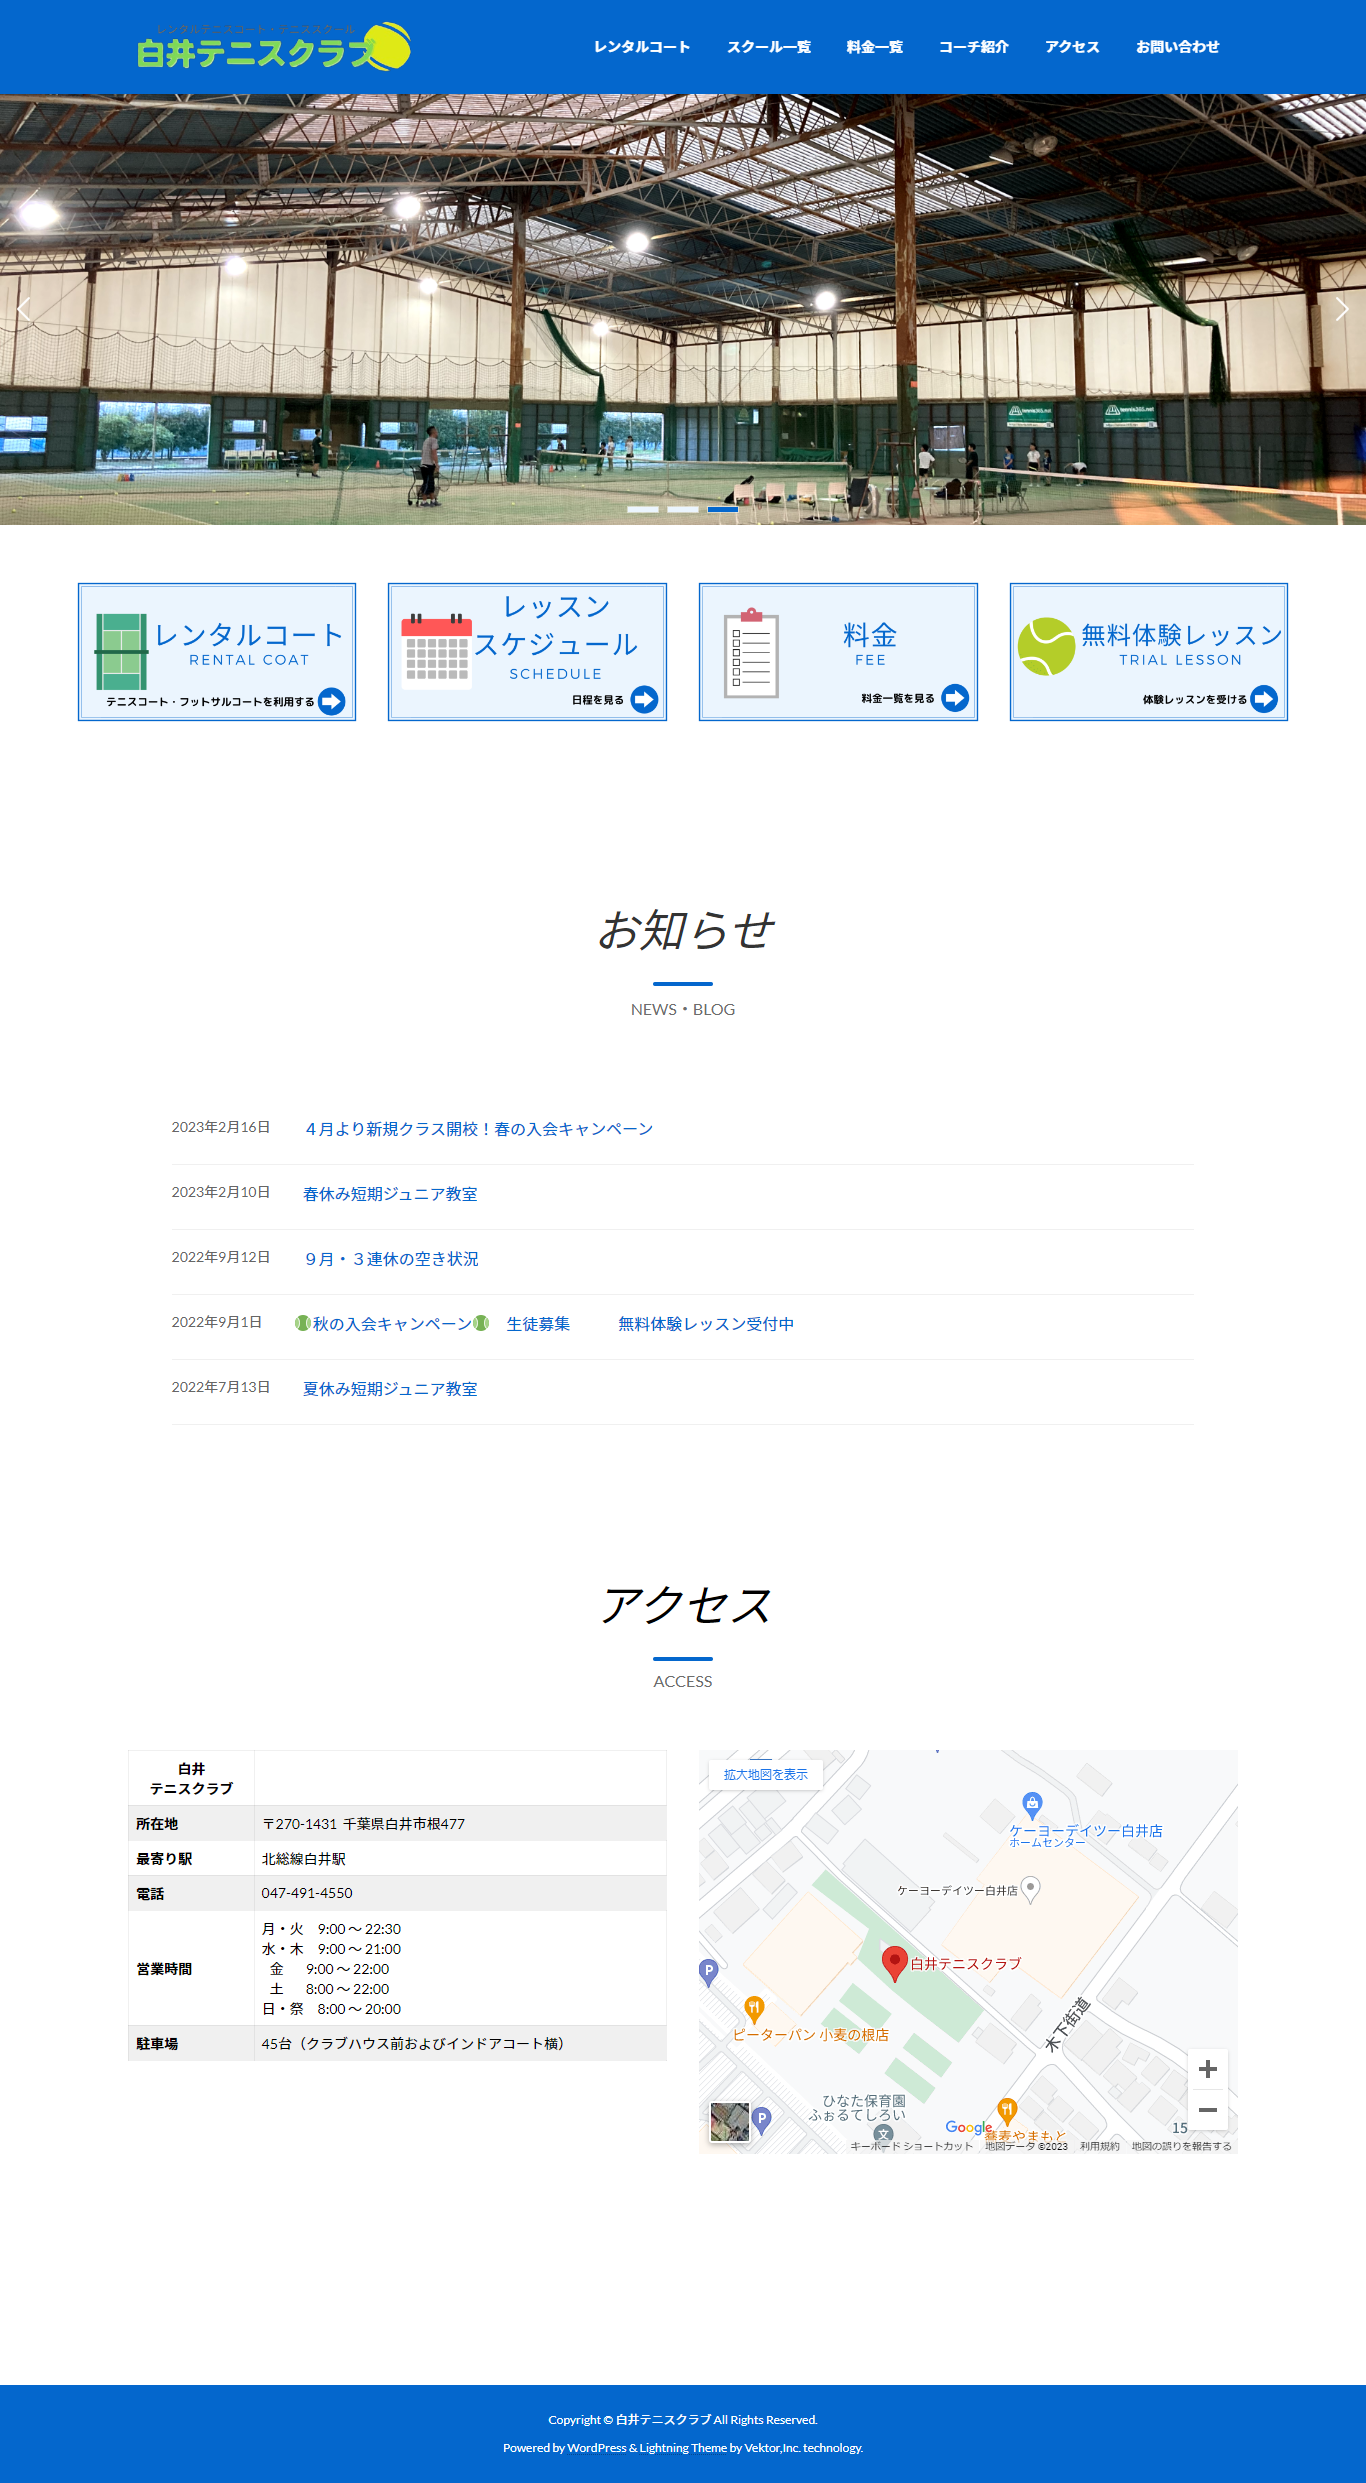 レンタルテニスコート・テニススクール
白井テニスクラブ
レンタルコート スクール一覧 料金一覧 コーチ紹介 アクセス お問い合わせ
tennis365.net tennis365.net
レンタルコート
RENTAL COAT
テニスコート・フットサルコートを利用する
レッスン
スケジュール
SCHEDULE
日程を見る
料金
FEE
料金一覧を見る
無料体験レッスン
TRIAL LESSON
体験レッスンを受ける
お知らせ
NEWS・BLOG
2023年2月16日 ４月より新規クラス開校！春の入会キャンペーン
2023年2月10日 春休み短期ジュニア教室
2022年9月12日 ９月・３連休の空き状況
2022年9月1日 秋の入会キャンペーン 生徒募集 無料体験レッスン受付中
2022年7月13日 夏休み短期ジュニア教室
アクセス
ACCESS
白井
テニスクラブ
所在地 〒270-1431 千葉県白井市根477
最寄り駅 北総線白井駅
電話 047-491-4550
営業時間
月・火 9:00 〜 22:30
水・木 9:00 〜 21:00
金 9:00 〜 22:00
土 8:00 〜 22:00
日・祭 8:00 〜 20:00
駐車場 45台（クラブハウス前およびインドアコート横）
拡大地図を表示
ケーヨーデイツー白井店
ホームセンター
ケーヨーデイツー白井店
白井テニスクラブ
P
ピーターパン 小麦の根店
木下街道
ひなた保育園
ふぉるてしろい
P
文
Google
蕎麦やまもと
15
キーボード ショートカット 地図データ ©2023 利用規約 地図の誤りを報告する
Copyright © 白井テニスクラブ All Rights Reserved.
Powered by WordPress & Lightning Theme by Vektor,Inc. technology.